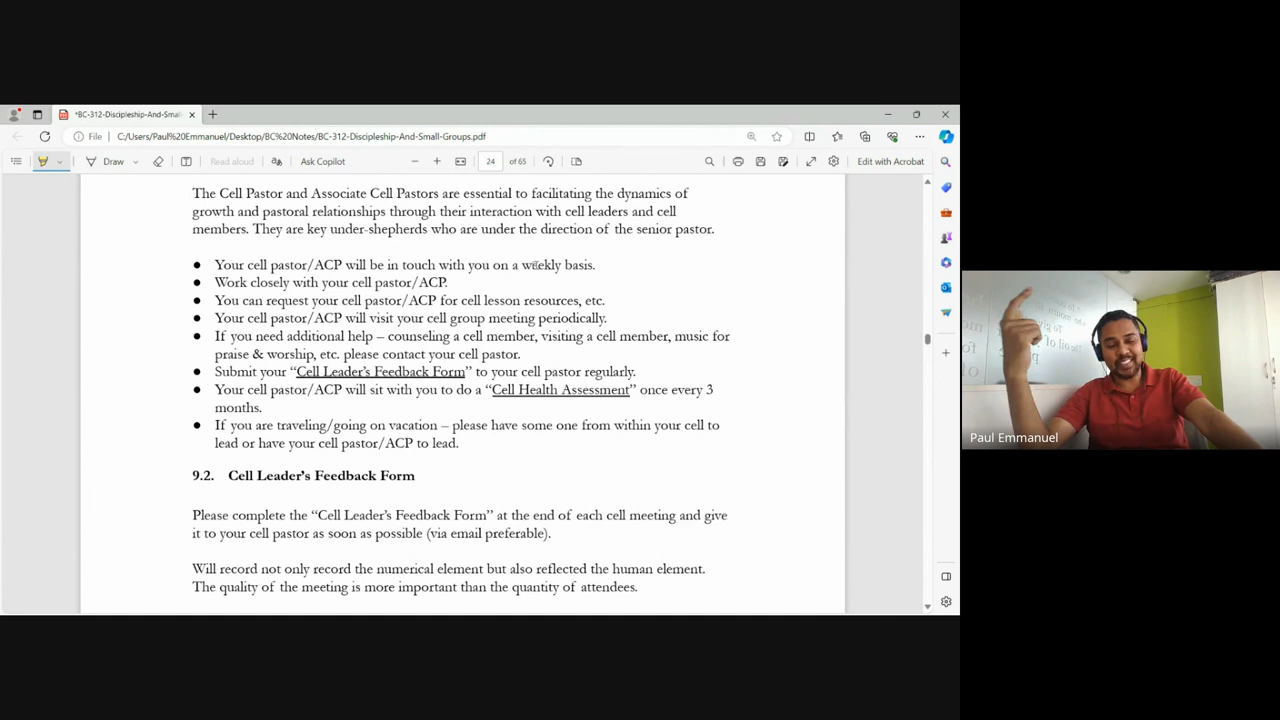 *BC-312-Discipleship-And-Smal
File
C:/Users/Paul%20Emmanuel/Desktop/BC%20Notes/BC-312-Discipleship-And-Small-Groups.pdf
Draw
Read aloud
Ask Copilot
24 of 65
Edit with Acrobat
The Cell Pastor and Associate Cell Pastors are essential to facilitating the dynamics of
growth and pastoral relationships through their interaction with cell leaders and cell
members. They are key under-shepherds who are under the direction of the senior pastor.
● Your cell pastor/ACP will be in touch with you on a weekly basis.
● Work closely with your cell pastor/ACP.
● You can request your cell pastor/ACP for cell lesson resources, etc.
● Your cell pastor/ACP will visit your cell group meeting periodically.
● If you need additional help – counseling a cell member, visiting a cell member, music for
praise & worship, etc. please contact your cell pastor.
● Submit your “Cell Leader’s Feedback Form” to your cell pastor regularly.
● Your cell pastor/ACP will sit with you to do a “Cell Health Assessment” once every 3
months.
● If you are traveling/going on vacation – please have some one from within your cell to
lead or have your cell pastor/ACP to lead.
9.2. Cell Leader’s Feedback Form
Please complete the “Cell Leader’s Feedback Form” at the end of each cell meeting and give
it to your cell pastor as soon as possible (via email preferable).
Will record not only record the numerical element but also reflected the human element.
The quality of the meeting is more important than the quantity of attendees.
Paul Emmanuel